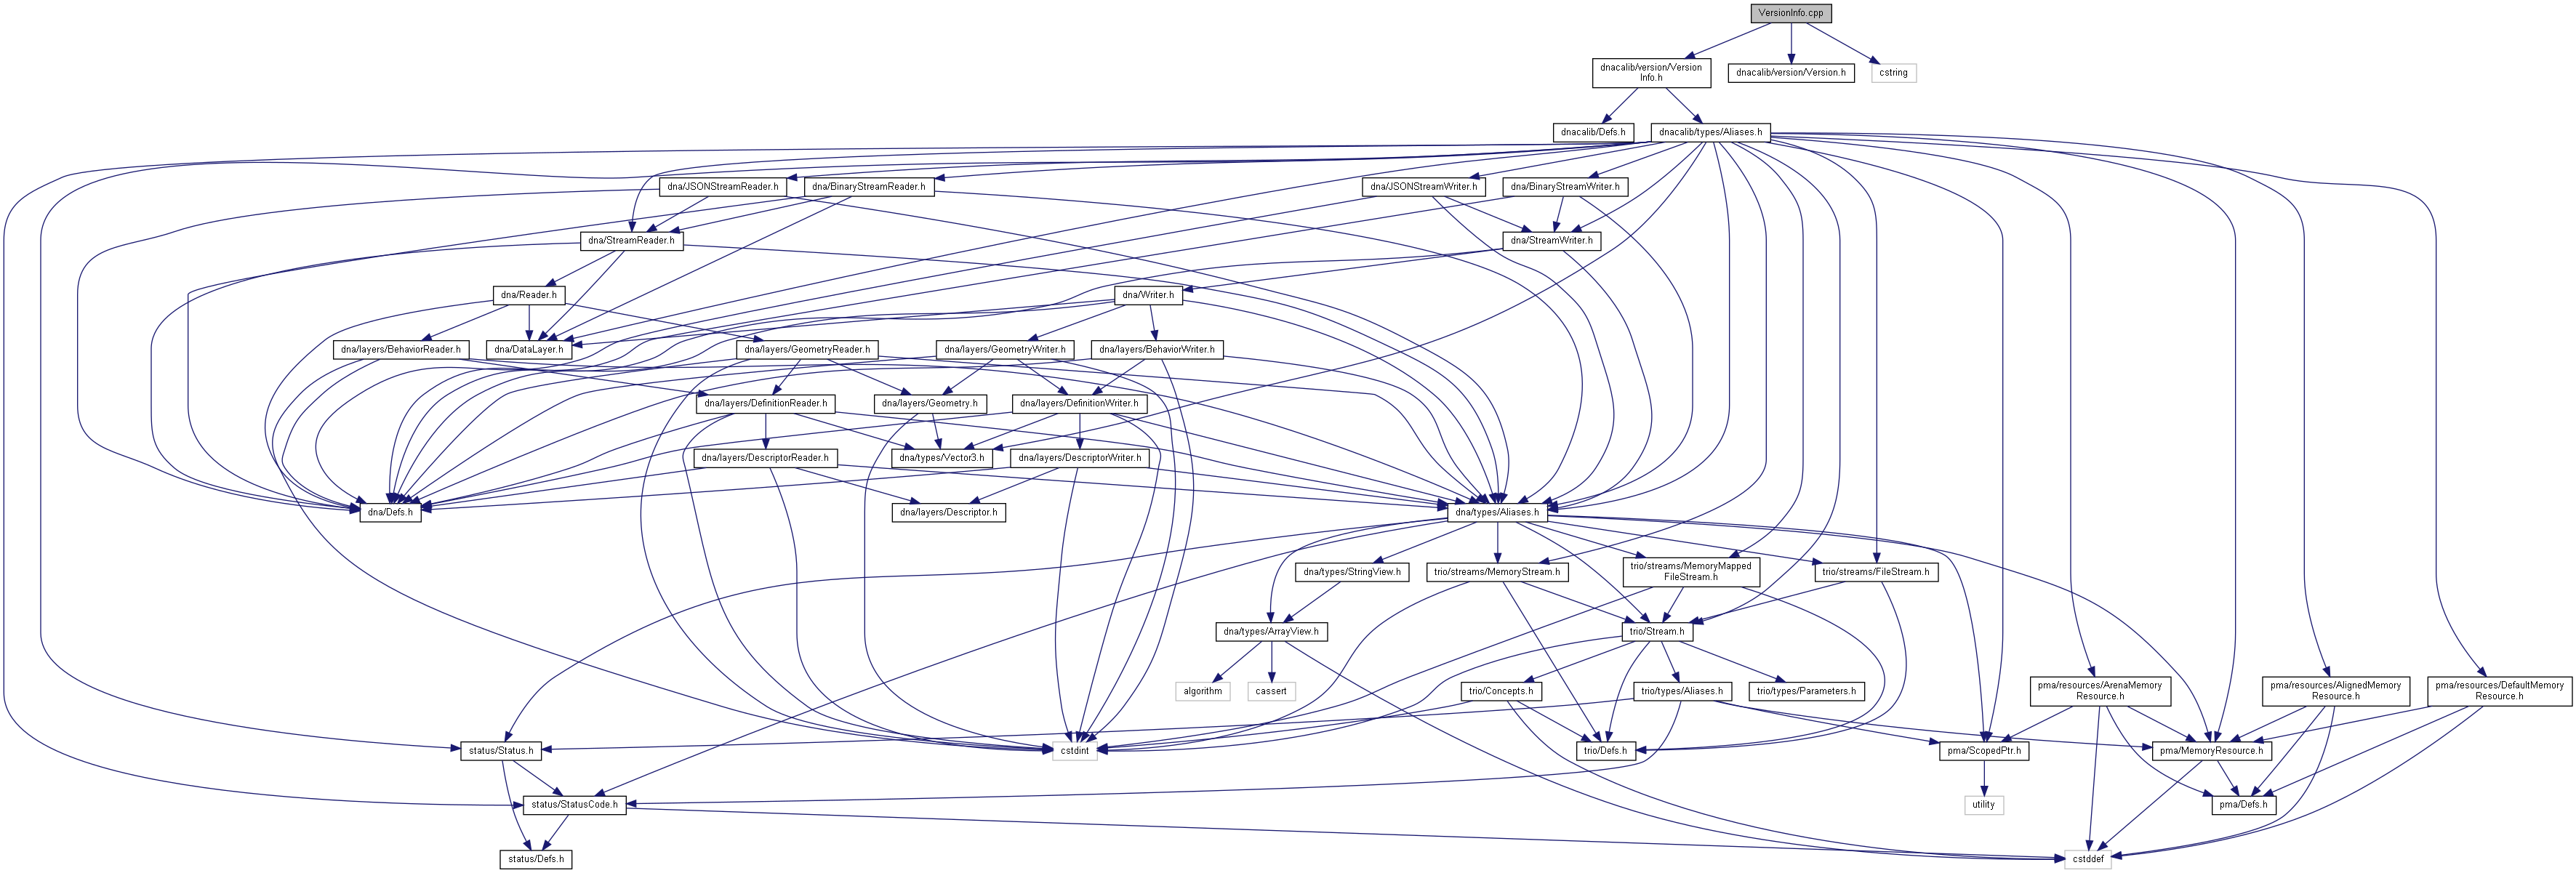 VersionInfo.cpp
dnacalib/version/Version
Info.h
dnacalib/version/Version.h
cstring
dnacalib/Defs.h
dnacalib/types/Aliases.h
dna/JSONStreamReader.h
dna/BinaryStreamReader.h
dna/JSONStreamWriter.h
dna/BinaryStreamWriter.h
dna/StreamReader.h
dna/StreamWriter.h
dna/Reader.h
dna/Writer.h
dna/layers/BehaviorReader.h
dna/DataLayer.h
dna/layers/GeometryReader.h
dna/layers/GeometryWriter.h
dna/layers/BehaviorWriter.h
dna/layers/DefinitionReader.h
dna/layers/Geometry.h
dna/layers/DefinitionWriter.h
dna/layers/DescriptorReader.h
dna/types/Vector3.h
dna/layers/DescriptorWriter.h
dna/Defs.h
dna/layers/Descriptor.h
dna/types/Aliases.h
dna/types/StringView.h
trio/streams/MemoryStream.h
trio/streams/MemoryMapped
FileStream.h
trio/streams/FileStream.h
dna/types/ArrayView.h
trio/Stream.h
algorithm
cassert
trio/Concepts.h
trio/types/Aliases.h
trio/types/Parameters.h
pma/resources/ArenaMemory
Resource.h
pma/resources/AlignedMemory
Resource.h
pma/resources/DefaultMemory
Resource.h
status/Status.h
cstdint
trio/Defs.h
pma/ScopedPtr.h
pma/MemoryResource.h
status/StatusCode.h
utility
pma/Defs.h
status/Defs.h
cstddef